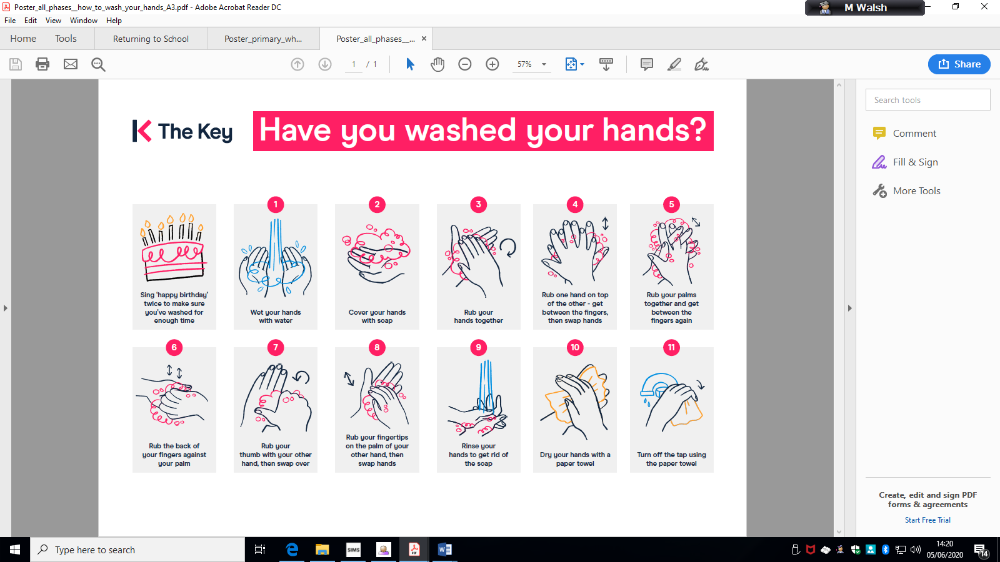 Poster_all_phases__how_to_wash_your_hands_A3.pdf - Adobe Acrobat Reader DC
M Walsh
File Edit View Window Help
Home Tools Returning to School Poster_primary_wh... Poster_all_phases__...
1 / 1 57% Share
Search tools
Comment
Fill & Sign
More Tools
Create, edit and sign PDF
forms & agreements
Start Free Trial
The Key
Have you washed your hands?
Sing ‘happy birthday’
twice to make sure
you’ve washed for
enough time
1
Wet your hands
with water
2
Cover your hands
with soap
3
Rub your
hands together
4
Rub one hand on top
of the other - get
between the fingers,
then swap hands
5
Rub your palms
together and get
between the
fingers again
6
Rub the back of
your fingers against
your palm
7
Rub your
thumb with your other
hand, then swap over
8
Rub your fingertips
on the palm of your
other hand, then
swap hands
9
Rinse your
hands to get rid of
the soap
10
Dry your hands with a
paper towel
11
Turn off the tap using
the paper towel
Type here to search
SIMS
PDF
14:20
05/06/2020
14